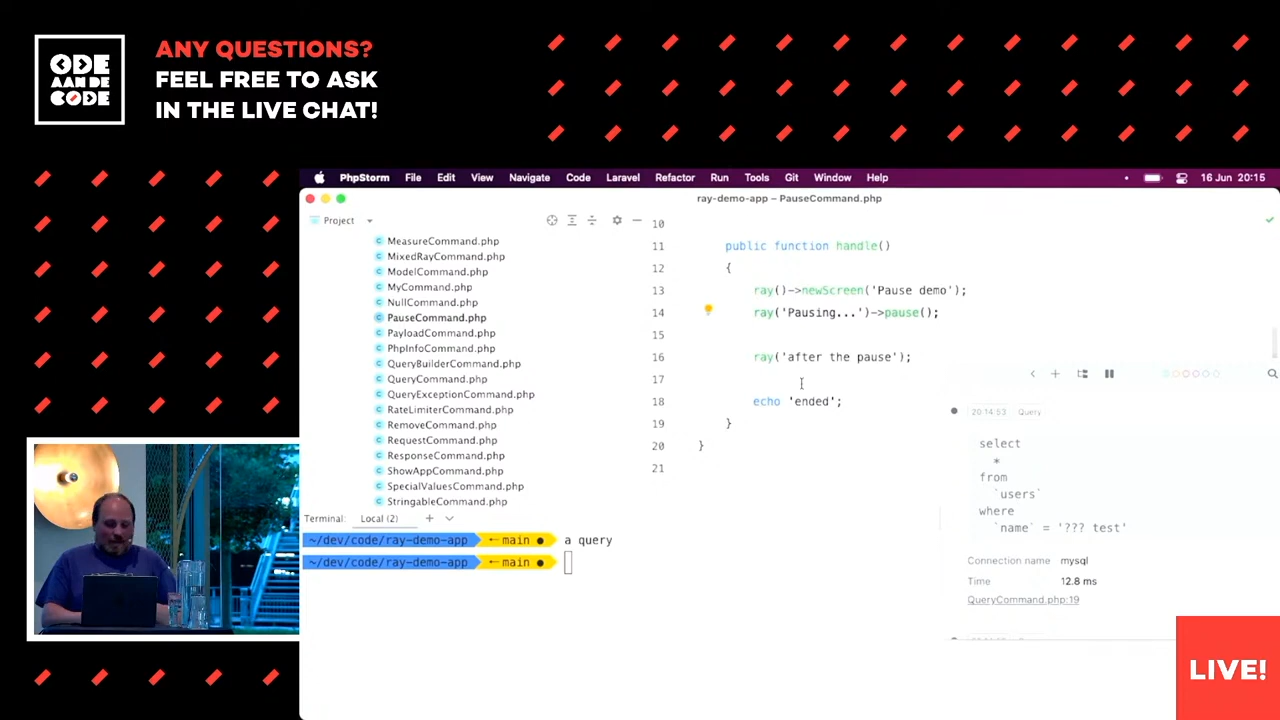 ODE
AAN DE
CODE
ANY QUESTIONS?
FEEL FREE TO ASK
IN THE LIVE CHAT!
PhpStorm File Edit View Navigate Code Laravel Refactor Run Tools Git Window Help 16 Jun 20:15
ray-demo-app – PauseCommand.php
Project
MeasureCommand.php
MixedRayCommand.php
ModelCommand.php
MyCommand.php
NullCommand.php
PauseCommand.php
PayloadCommand.php
PhpInfoCommand.php
QueryBuilderCommand.php
QueryCommand.php
QueryExceptionCommand.php
RateLimiterCommand.php
RemoveCommand.php
RequestCommand.php
ResponseCommand.php
ShowAppCommand.php
SpecialValuesCommand.php
StringableCommand.php
10
11 public function handle()
12 {
13 ray()->newScreen('Pause demo');
14 ray('Pausing...')->pause();
15
16 ray('after the pause');
17
18 echo 'ended';
19 }
20 }
21
20:14:53 Query
select
*
from
`users`
where
`name` = '??? test'
Connection name mysql
Time 12.8 ms
QueryCommand.php:19
Terminal: Local (2)
~/dev/code/ray-demo-app main a query
~/dev/code/ray-demo-app main
LIVE!